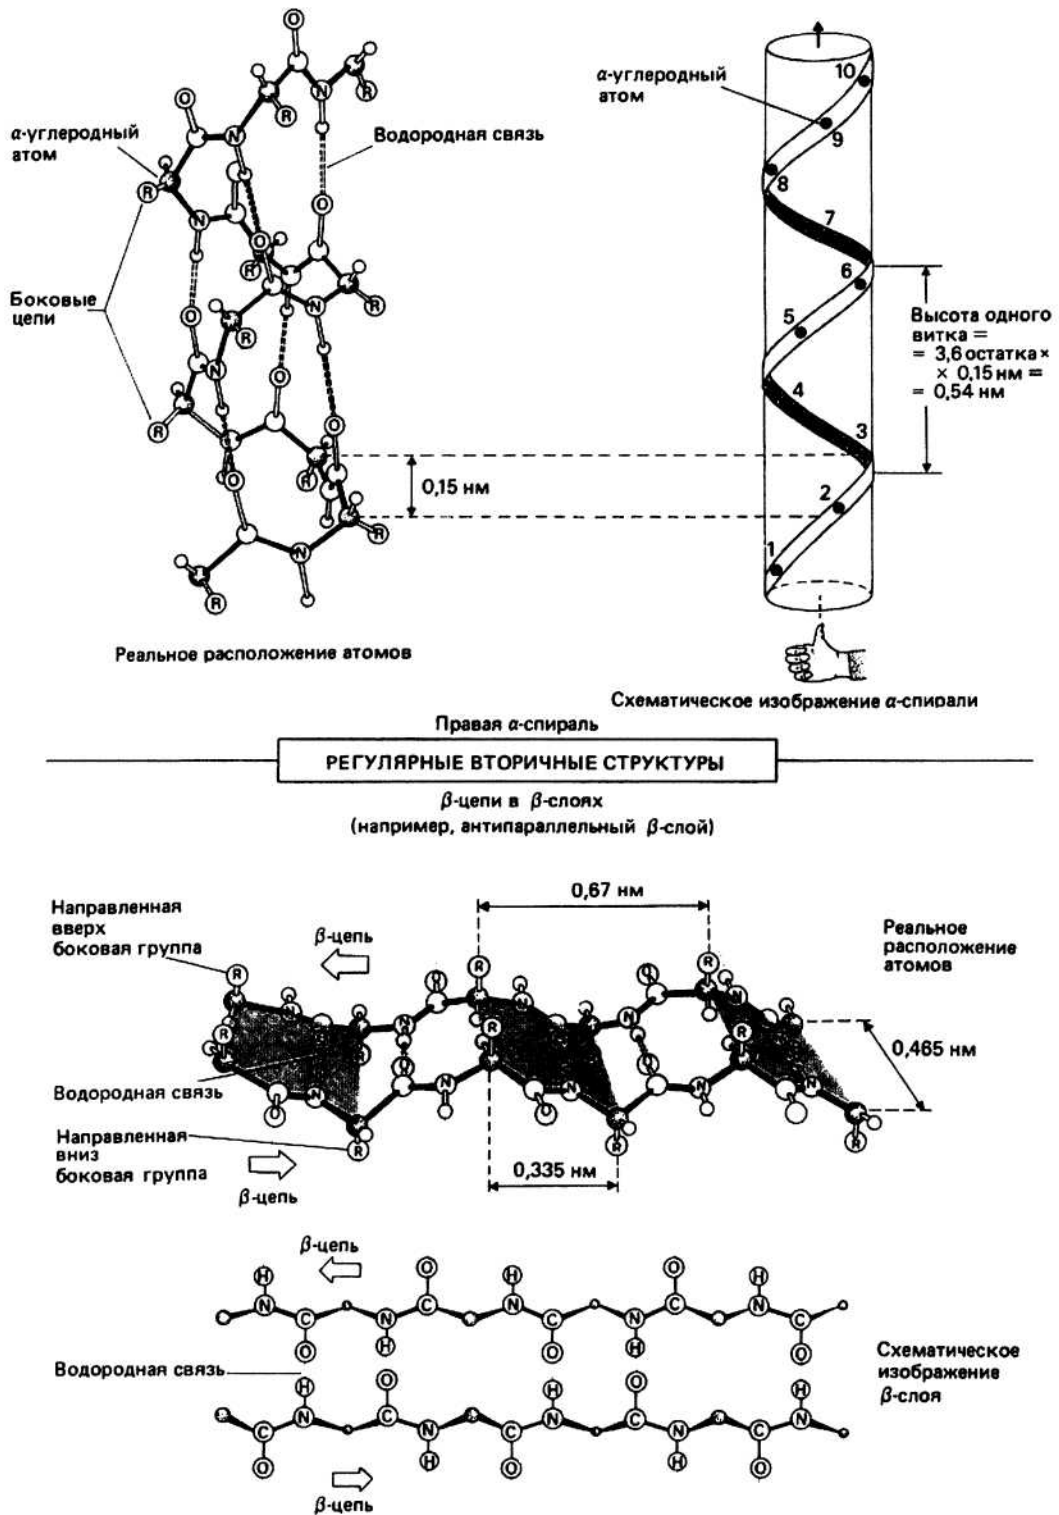 α-углеродный
атом
Водородная связь
Боковые
цепи
0,15 нм
Реальное расположение атомов
α-углеродный
атом
10
9
8
7
6
5
4
3
2
1
Высота одного
витка =
= 3,6 остатка ×
× 0,15 нм =
= 0,54 нм
Схематическое изображение α-спирали
Правая α-спираль
РЕГУЛЯРНЫЕ ВТОРИЧНЫЕ СТРУКТУРЫ
β-цепи в β-слоях
(например, антипараллельный β-слой)
Направленная
вверх
боковая группа
β-цепь
0,67 нм
Реальное
расположение
атомов
0,465 нм
Водородная связь
Направленная
вниз
боковая группа
β-цепь
0,335 нм
β-цепь
Водородная связь
Схематическое
изображение
β-слоя
β-цепь